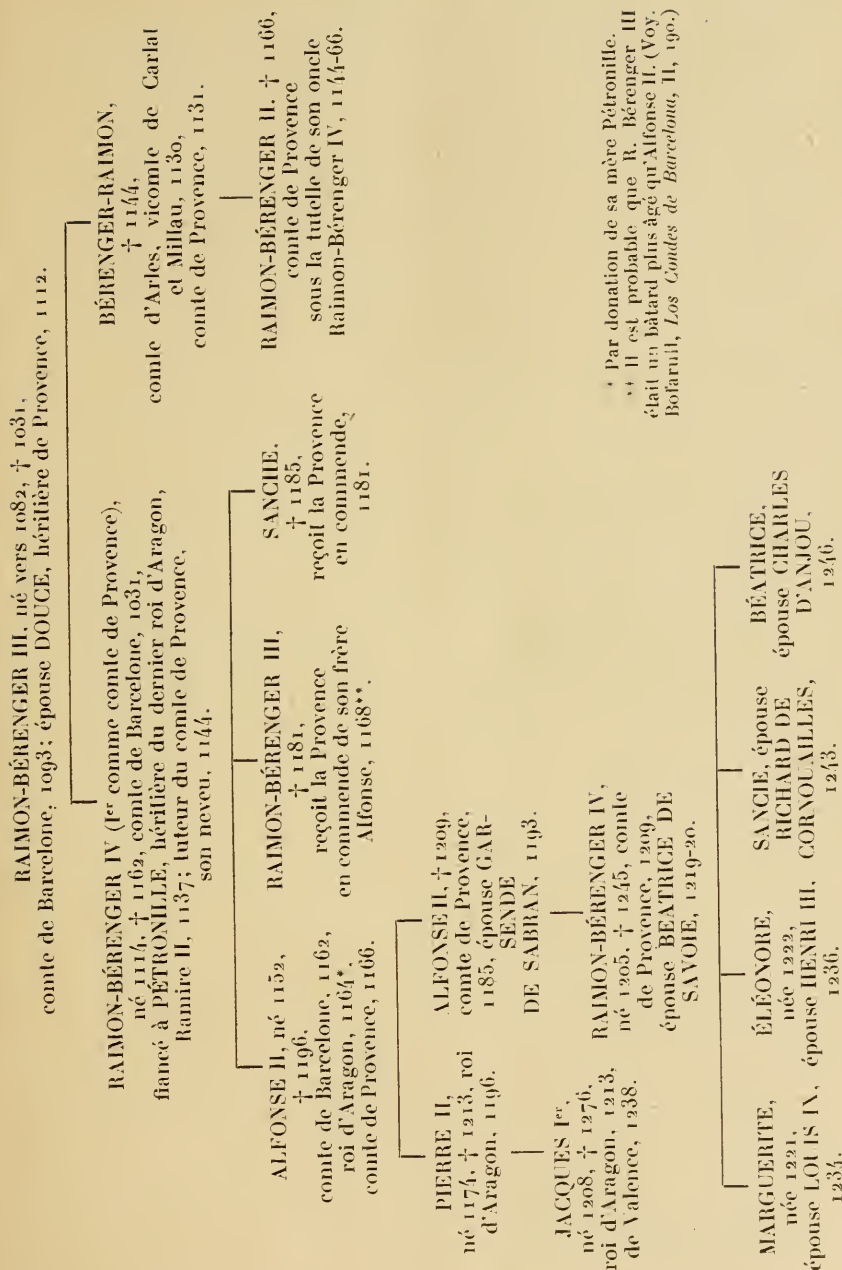 RAIMON-BÉRENGER III, né vers 1082, † 1031,
comte de Barcelone, 1093; épouse DOUCE, héritière de Provence, 1112.
RAIMON-BÉRENGER IV (Iᵉʳ comme comte de Provence),
né 1114, † 1162, comte de Barcelone, 1031,
fiancé à PÉTRONILLE, héritière du dernier roi d'Aragon,
Ramire II, 1137; tuteur du comte de Provence,
son neveu, 1144.
BÉRENGER-RAIMON,
† 1144,
comte d'Arles, vicomte de Carlat
et Millau, 1130,
comte de Provence, 1131.
ALFONSE II, né 1152,
† 1196.
comte de Barcelone, 1162,
roi d'Aragon, 1164*.
comte de Provence, 1166.
RAIMON-BÉRENGER III,
† 1181,
reçoit la Provence
en commende de son frère
Alfonse, 1168**.
SANCHE.
† 1185,
reçoit la Provence
en commende,
1181.
RAIMON-BÉRENGER II. † 1166,
comte de Provence
sous la tutelle de son oncle
Raimon-Bérenger IV, 1144-66.
PIERRE II,
né 1174, † 1213, roi
d'Aragon, 1196.
ALFONSE II, † 1209,
comte de Provence,
1185, épouse GAR-
SENDE
DE SABRAN, 1193.
JACQUES Iᵉʳ,
né 1208, † 1276,
roi d'Aragon, 1213,
de Valence, 1238.
RAIMON-BÉRENGER IV,
né 1205, † 1245, comte
de Provence, 1209,
épouse BÉATRICE DE
SAVOIE, 1219-20.
MARGUERITE,
née 1221,
épouse LOUIS IX,
1234.
ÉLÉONORE,
née 1222,
épouse HENRI III,
1236.
SANCIE, épouse
RICHARD DE
CORNOUAILLES,
1243.
BÉATRICE,
épouse CHARLES
D'ANJOU,
1246.
* Par donation de sa mère Pétronille.
** Il est probable que R. Bérenger III
était un bâtard plus âgé qu'Alfonse II. (Voy.
Bofarull, Los Condes de Barcelona, II, 190.)